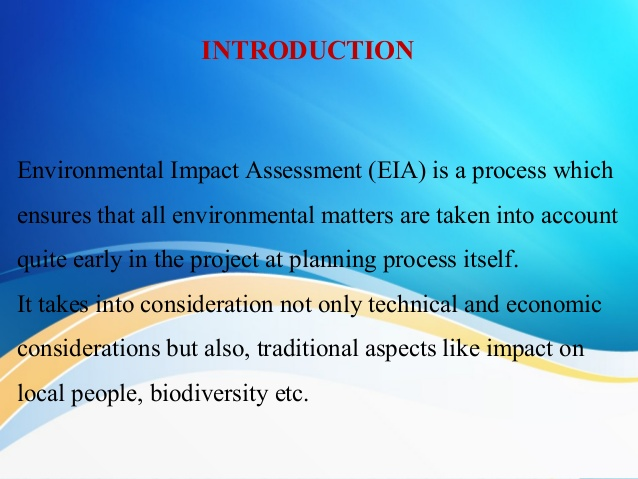 INTRODUCTION
Environmental Impact Assessment (EIA) is a process which
ensures that all environmental matters are taken into account
quite early in the project at planning process itself.
It takes into consideration not only technical and economic
considerations but also, traditional aspects like impact on
local people, biodiversity etc.